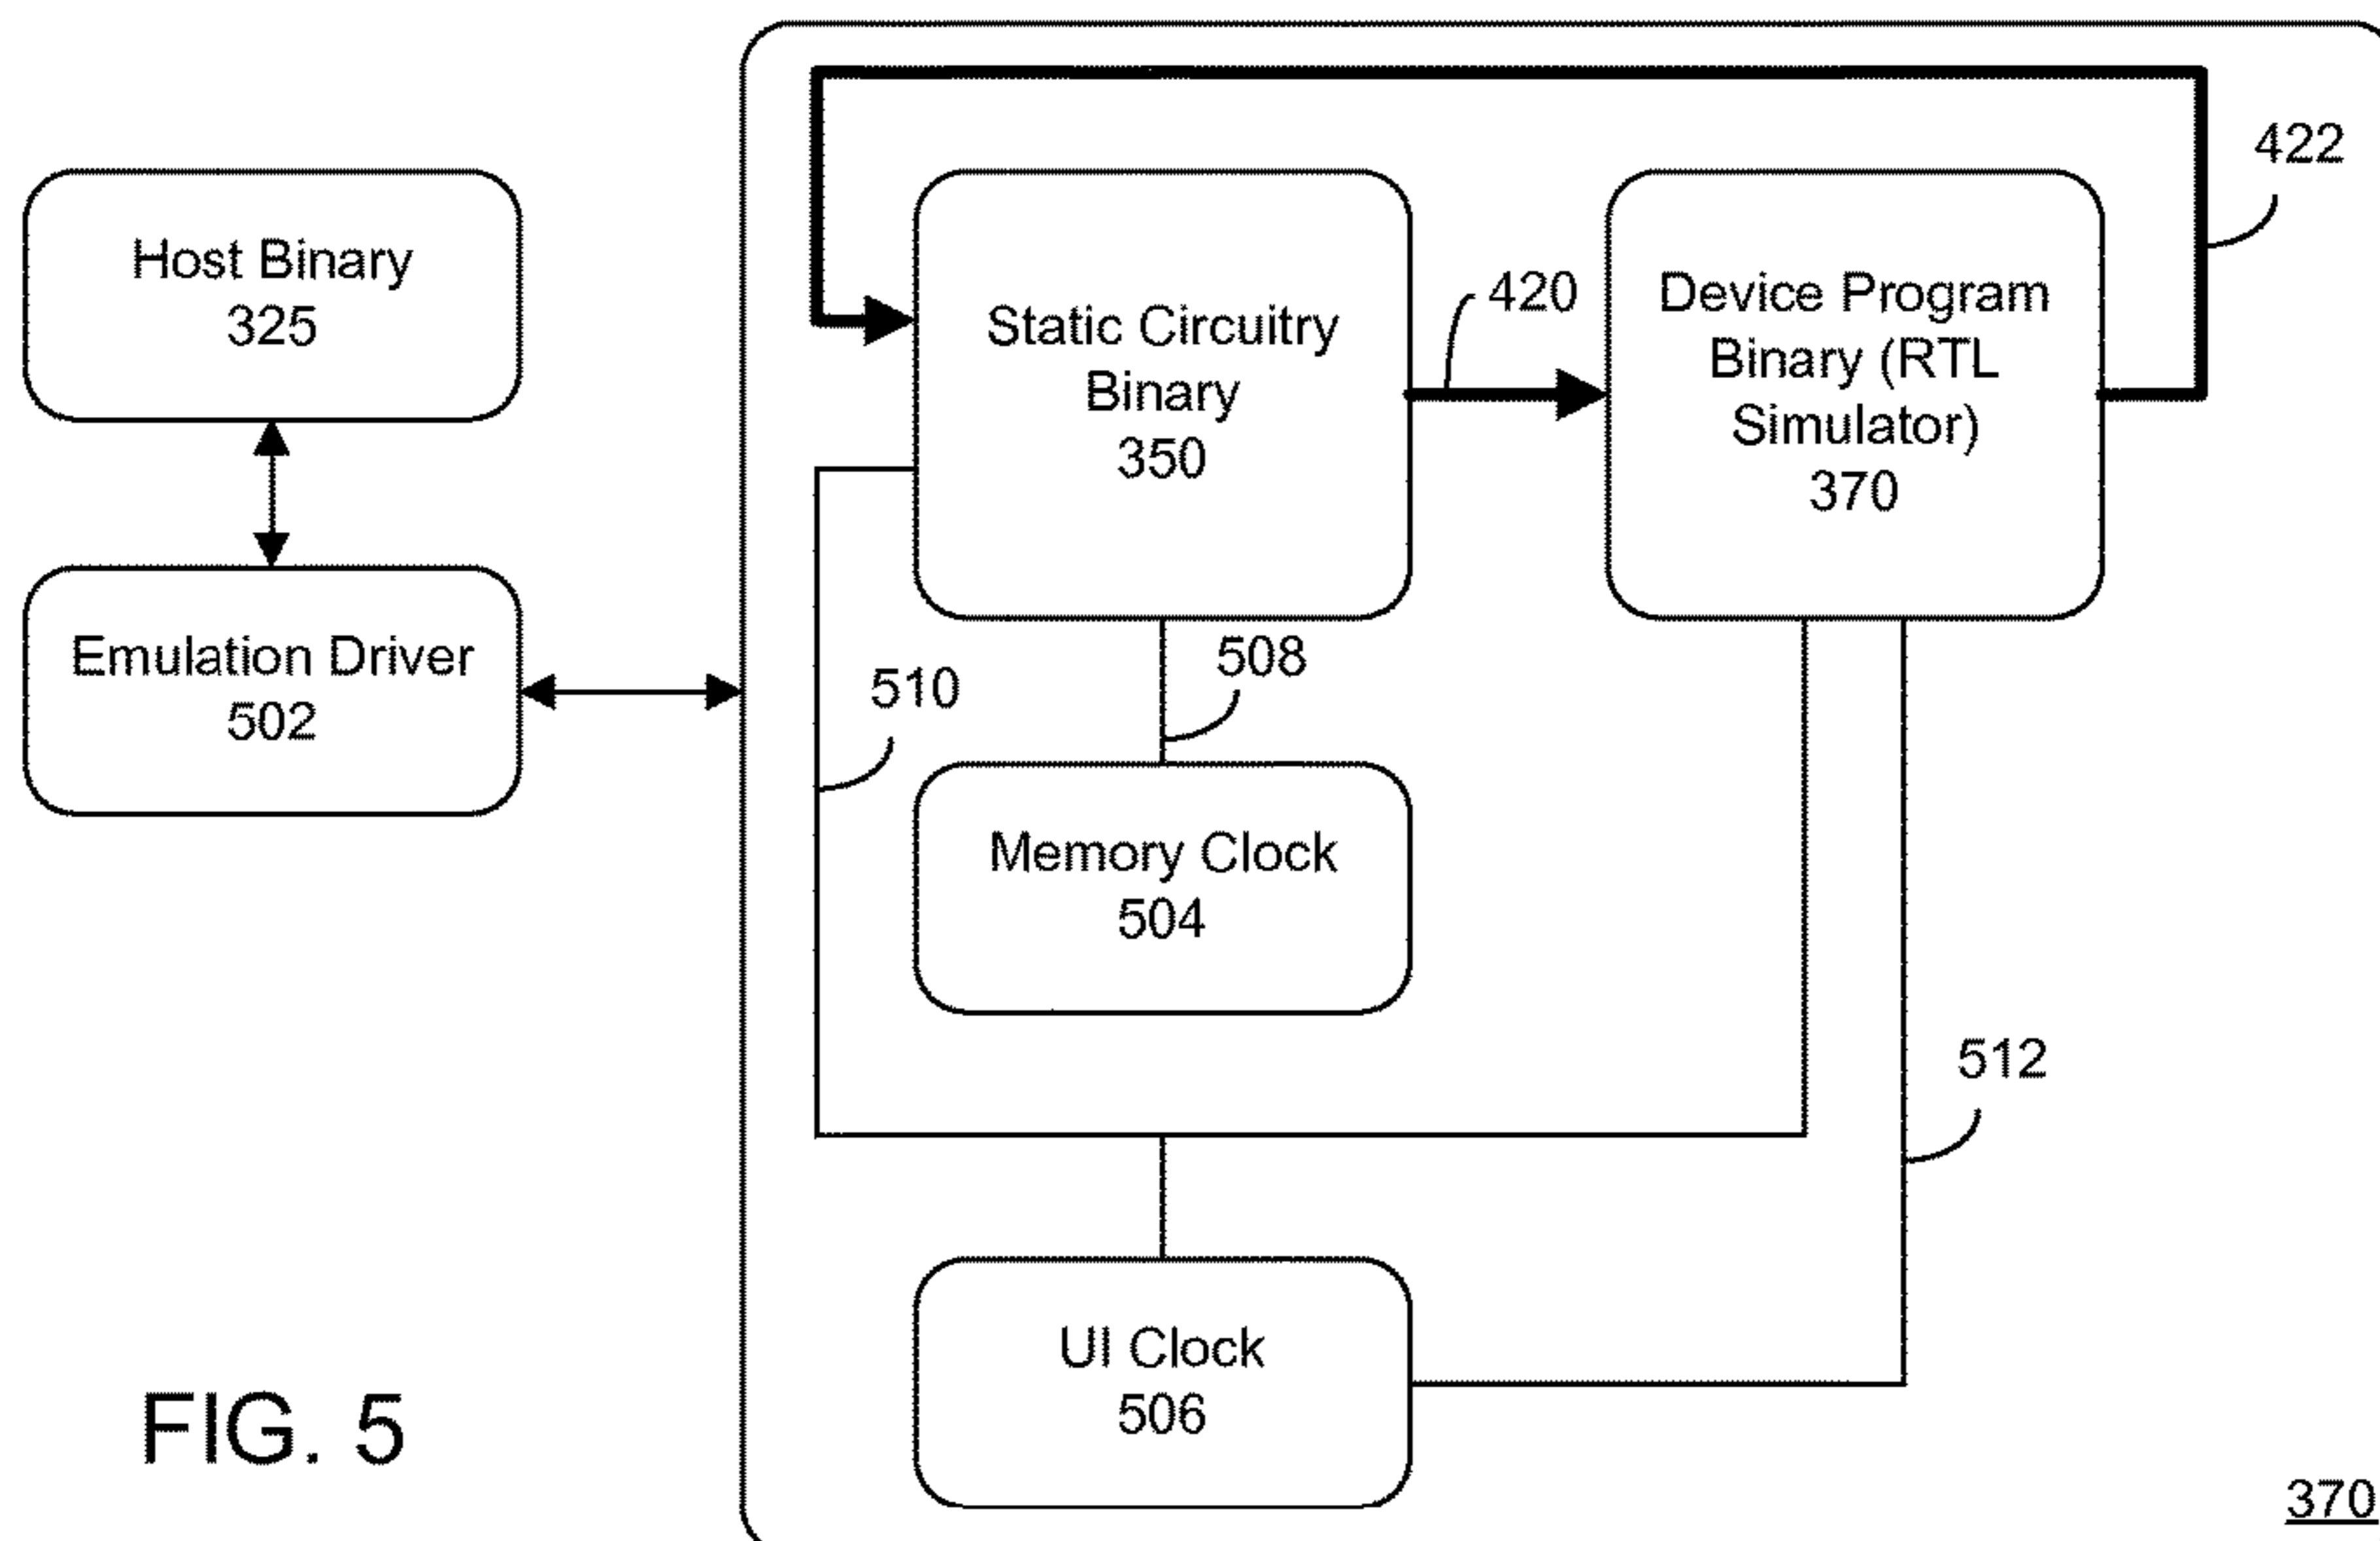 422
Host Binary
325
Static Circuitry
Binary
350
420
Device Program
Binary (RTL
Simulator)
370
Emulation Driver
502
510
508
Memory Clock
504
512
UI Clock
506
FIG. 5
370